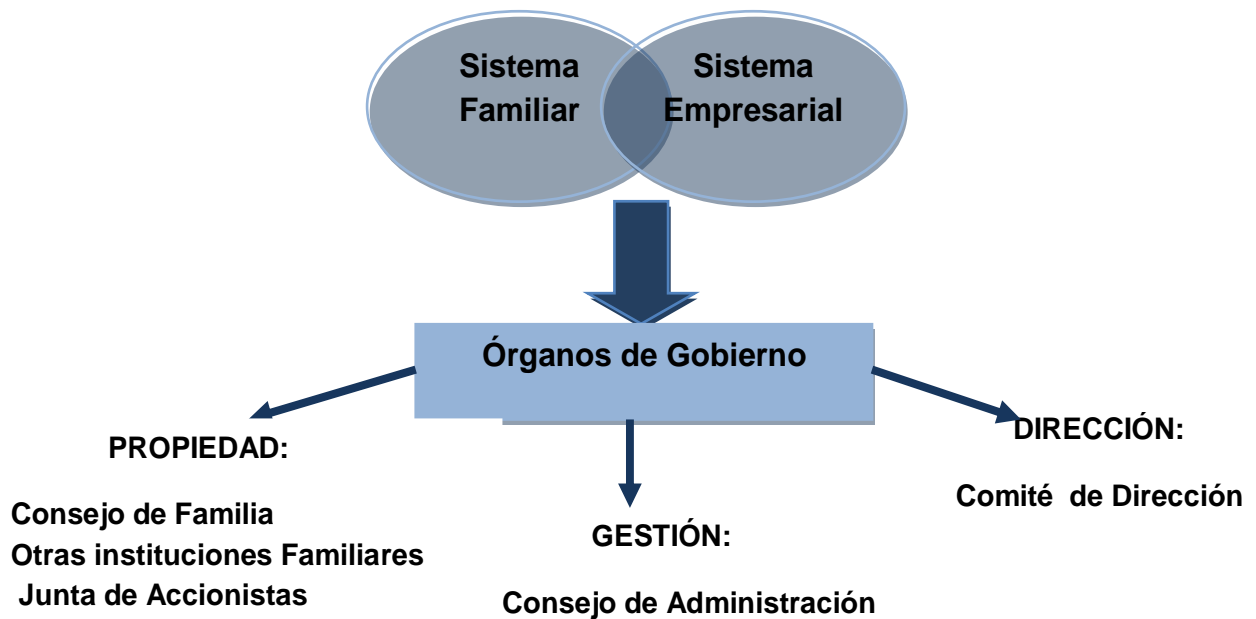 Sistema
Familiar
Sistema
Empresarial
Órganos de Gobierno
PROPIEDAD:
Consejo de Familia
Otras instituciones Familiares
Junta de Accionistas
GESTIÓN:
Consejo de Administración
DIRECCIÓN:
Comité de Dirección